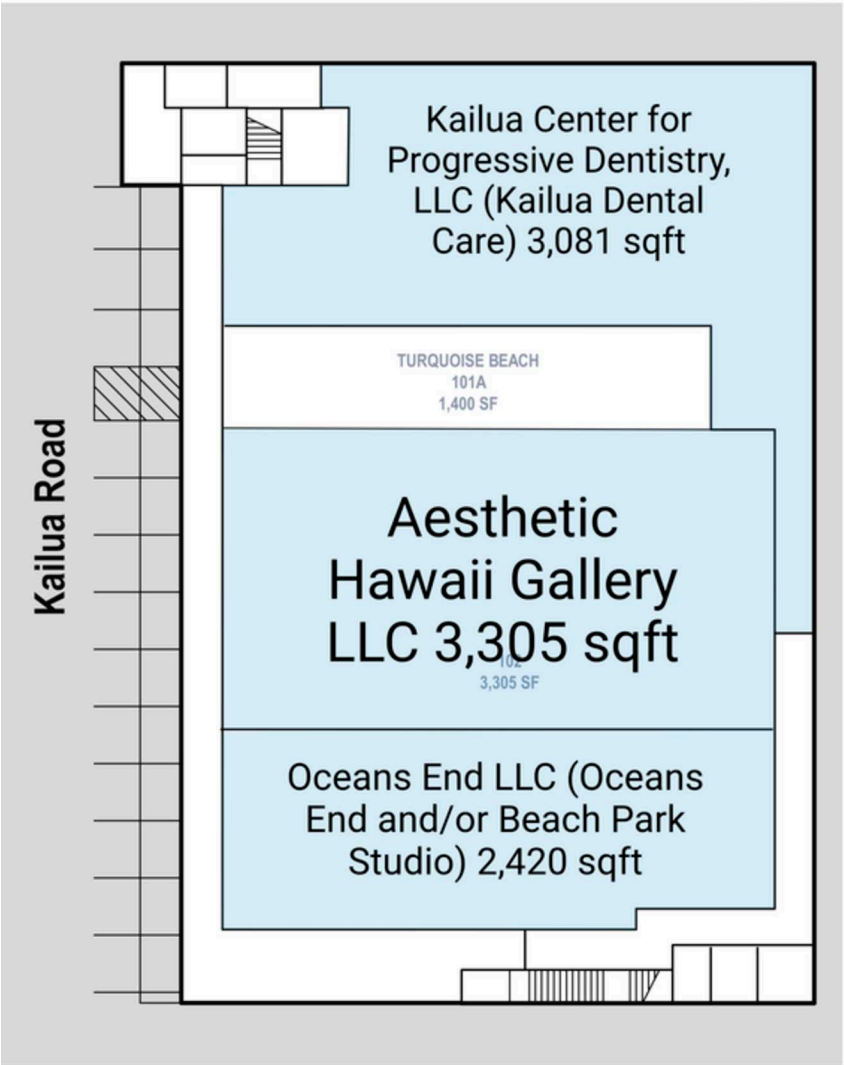 Kailua Center for
Progressive Dentistry,
LLC (Kailua Dental
Care) 3,081 sqft
TURQUOISE BEACH
101A
1,400 SF
Kailua Road
Aesthetic
Hawaii Gallery
LLC 3,305 sqft
102
3,305 SF
Oceans End LLC (Oceans
End and/or Beach Park
Studio) 2,420 sqft